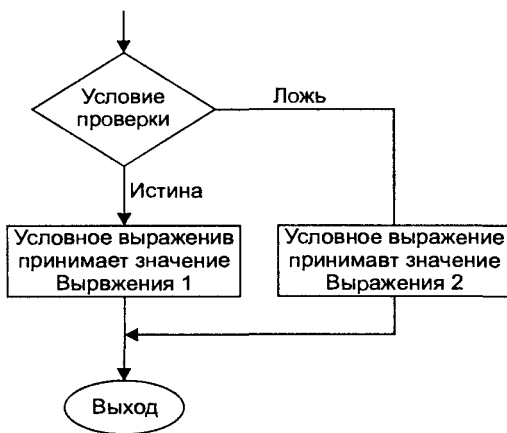 Условие
проверки
Ложь
Истина
Условное выраженив
принимает значение
Вырвжения 1
Условное выражение
принимавт значение
Выражения 2
Выход